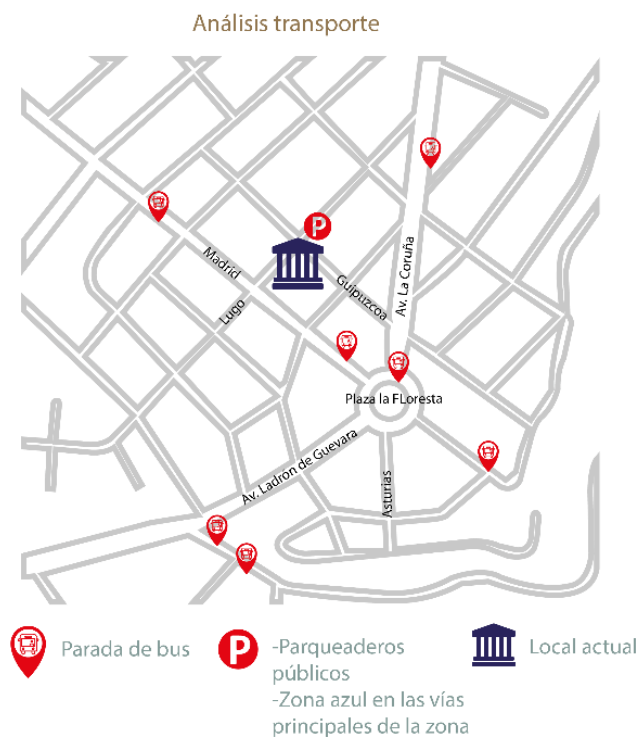 Análisis transporte
P
Av. La Coruña
Madrid
Guipuzcoa
Lugo
Plaza la FLoresta
Av. Ladron de Guevara
Asturias
Parada de bus
P
-Parqueaderos
públicos
-Zona azul en las vías
principales de la zona
Local actual